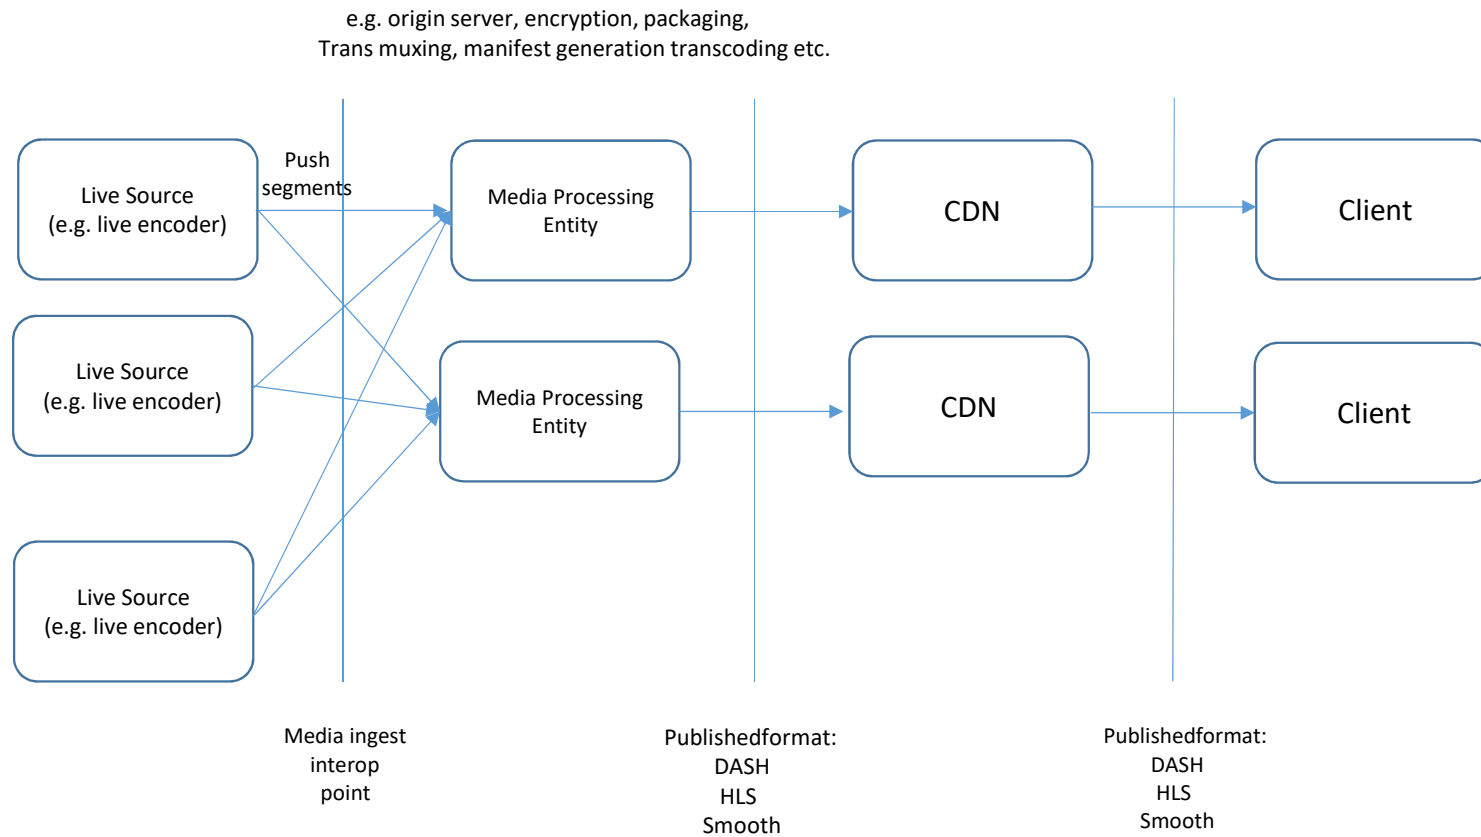 e.g. origin server, encryption, packaging,
Trans muxing, manifest generation transcoding etc.
Push
segments
Live Source
(e.g. live encoder)
Media Processing
Entity
CDN
Client
Live Source
(e.g. live encoder)
Media Processing
Entity
CDN
Client
Live Source
(e.g. live encoder)
Media ingest
interop
point
Publishedformat:
DASH
HLS
Smooth
Publishedformat:
DASH
HLS
Smooth